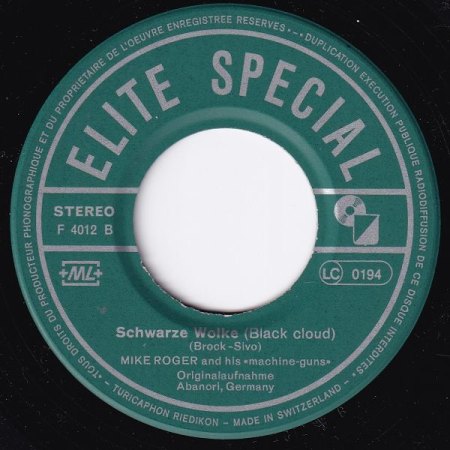 ELITE SPECIAL
TOUS DROITS DU PRODUCTEUR PHONOGRAPHIQUE ET DU PROPRIETAIRE DE L'OEUVRE ENREGISTREE RESERVES • DUPLICATION EXECUTION PUBLIQUE RADIODIFFUSION DE CE DISQUE INTERDITES •
STEREO
F 4012 B
+ML+
LC 0194
Schwarze Wolke (Black cloud)
(Brock-Sivo)
MIKE ROGER and his «machine-guns»
Originalaufnahme
Abanori, Germany
TURICAPHON RIEDIKON - MADE IN SWITZERLAND